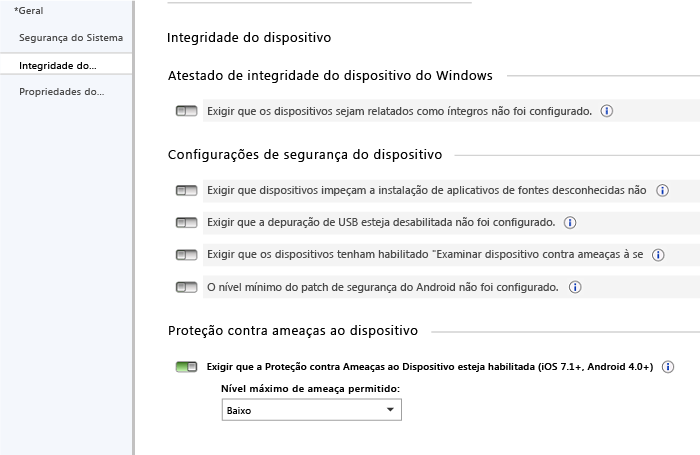 *Geral
Segurança do Sistema
Integridade do...
Propriedades do...
Integridade do dispositivo
Atestado de integridade do dispositivo do Windows
Exigir que os dispositivos sejam relatados como íntegros não foi configurado.
Configurações de segurança do dispositivo
Exigir que dispositivos impeçam a instalação de aplicativos de fontes desconhecidas não
Exigir que a depuração de USB esteja desabilitada não foi configurado.
Exigir que os dispositivos tenham habilitado "Examinar dispositivo contra ameaças à se
O nível mínimo do patch de segurança do Android não foi configurado.
Proteção contra ameaças ao dispositivo
Exigir que a Proteção contra Ameaças ao Dispositivo esteja habilitada (iOS 7.1+, Android 4.0+)
Nível máximo de ameaça permitido:
Baixo